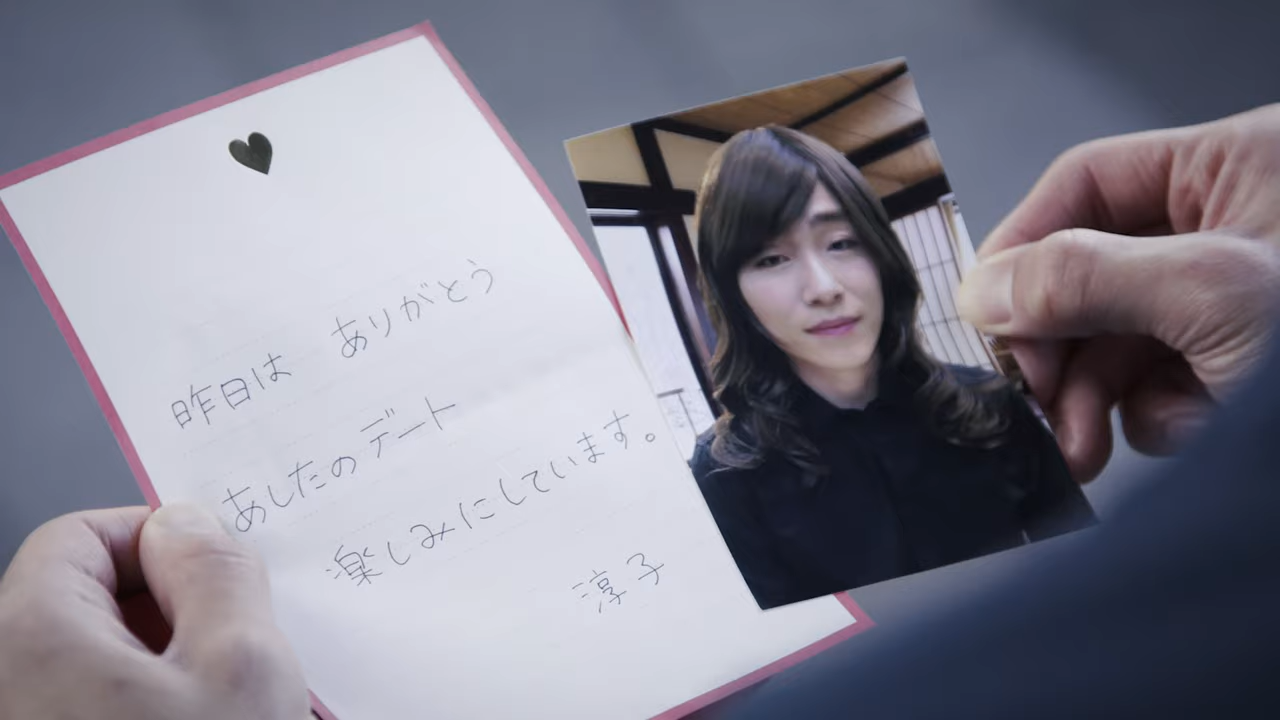 昨日は ありがとう
あしたのデート
楽しみにしています。
淳子